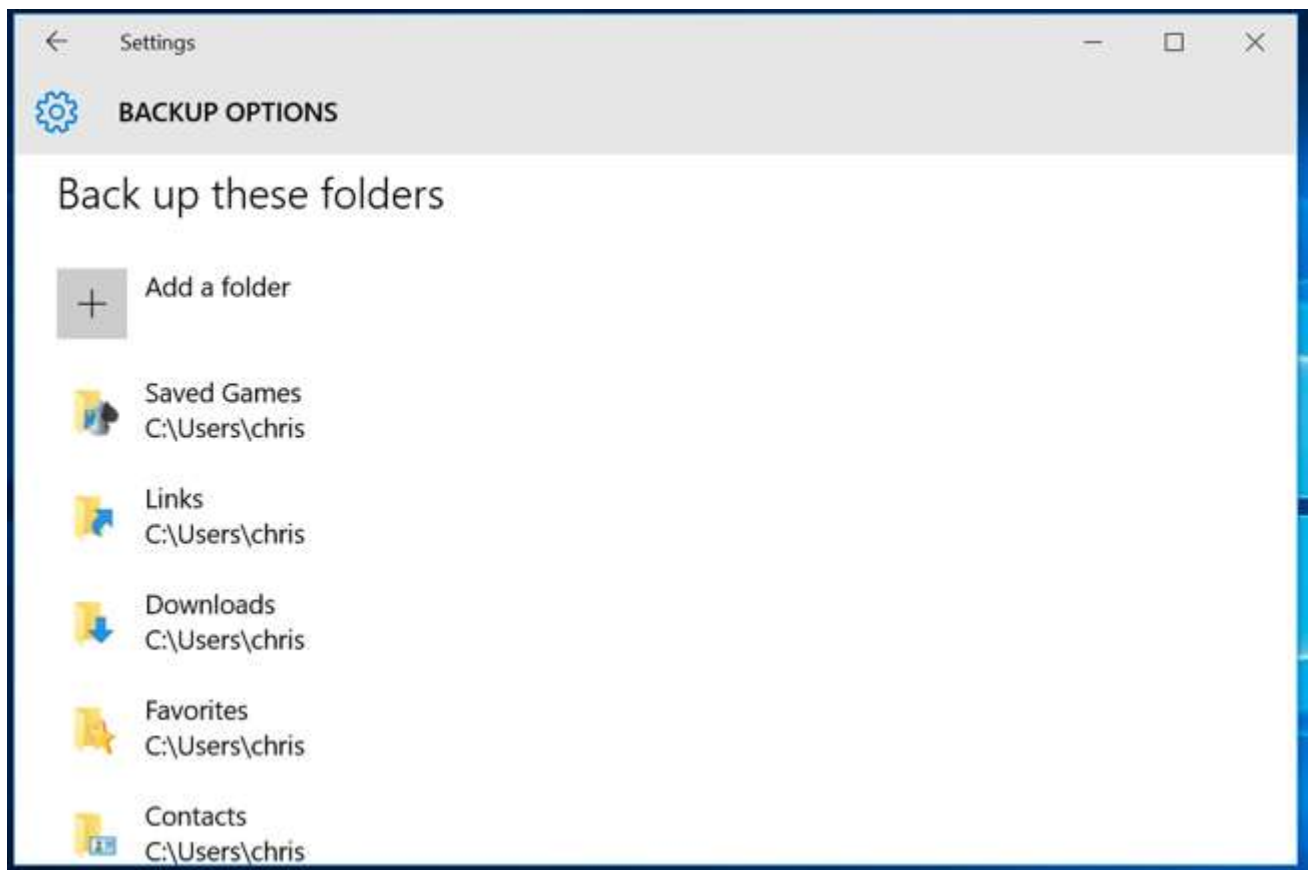 Settings
BACKUP OPTIONS
Back up these folders
Add a folder
Saved Games
C:\Users\chris
Links
C:\Users\chris
Downloads
C:\Users\chris
Favorites
C:\Users\chris
Contacts
C:\Users\chris